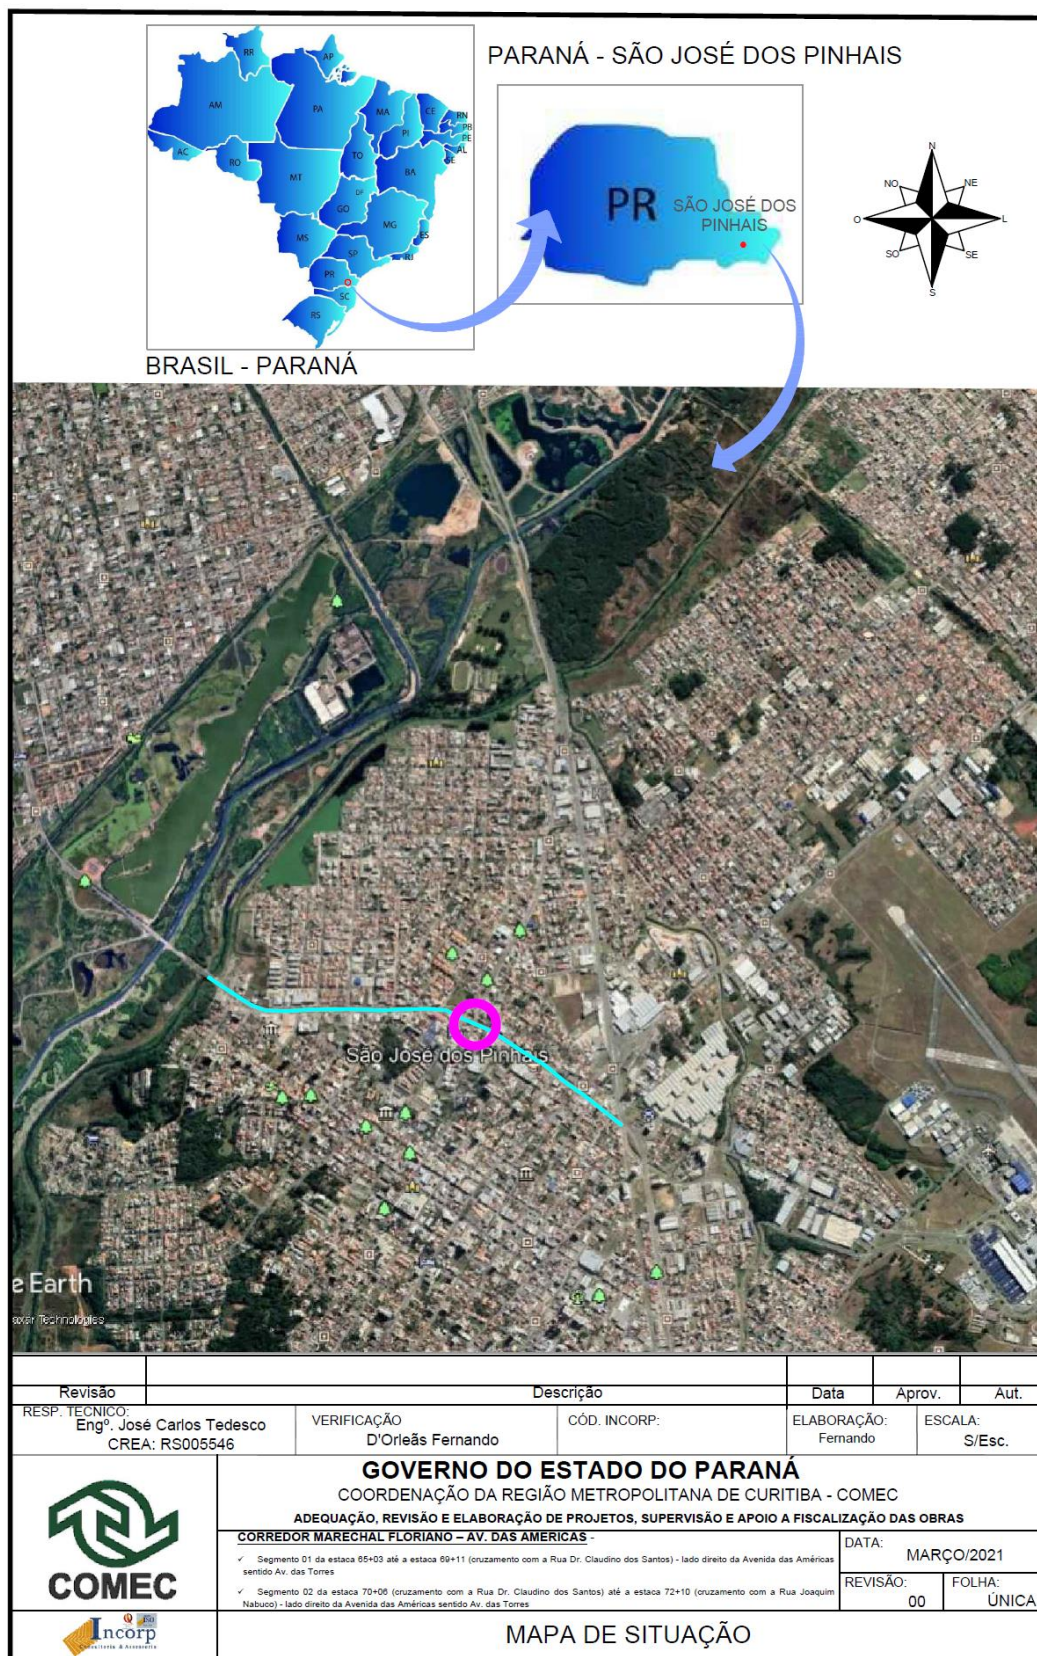 PARANÁ - SÃO JOSÉ DOS PINHAIS
RR
AP
AM
PA
MA
CE
RN
PB
PE
AL
SE
PI
AC
RO
TO
BA
MT
DF
GO
MG
ES
MS
SP
RJ
PR
SC
RS
PR
SÃO JOSÉ DOS
PINHAIS
N
NO
NE
O
L
SO
SE
S
BRASIL - PARANÁ
São José dos Pinhais
e Earth
axar Technologies
Revisão
Descrição
Data
Aprov.
Aut.
RESP. TECNICO:
Engº. José Carlos Tedesco
CREA: RS005546
VERIFICAÇÃO
D'Orleãs Fernando
CÓD. INCORP:
ELABORAÇÃO:
Fernando
ESCALA:
S/Esc.
GOVERNO DO ESTADO DO PARANÁ
COORDENAÇÃO DA REGIÃO METROPOLITANA DE CURITIBA - COMEC
ADEQUAÇÃO, REVISÃO E ELABORAÇÃO DE PROJETOS, SUPERVISÃO E APOIO A FISCALIZAÇÃO DAS OBRAS
CORREDOR MARECHAL FLORIANO – AV. DAS AMERICAS -
✓ Segmento 01 da estaca 65+03 até a estaca 69+11 (cruzamento com a Rua Dr. Claudino dos Santos) - lado direito da Avenida das Américas
sentido Av. das Torres
✓ Segmento 02 da estaca 70+06 (cruzamento com a Rua Dr. Claudino dos Santos) até a estaca 72+10 (cruzamento com a Rua Joaquim
Nabuco) - lado direito da Avenida das Américas sentido Av. das Torres
DATA:
MARÇO/2021
REVISÃO:
00
FOLHA:
ÚNICA
COMEC
Incorp
Consultoria & Assessoria
MAPA DE SITUAÇÃO